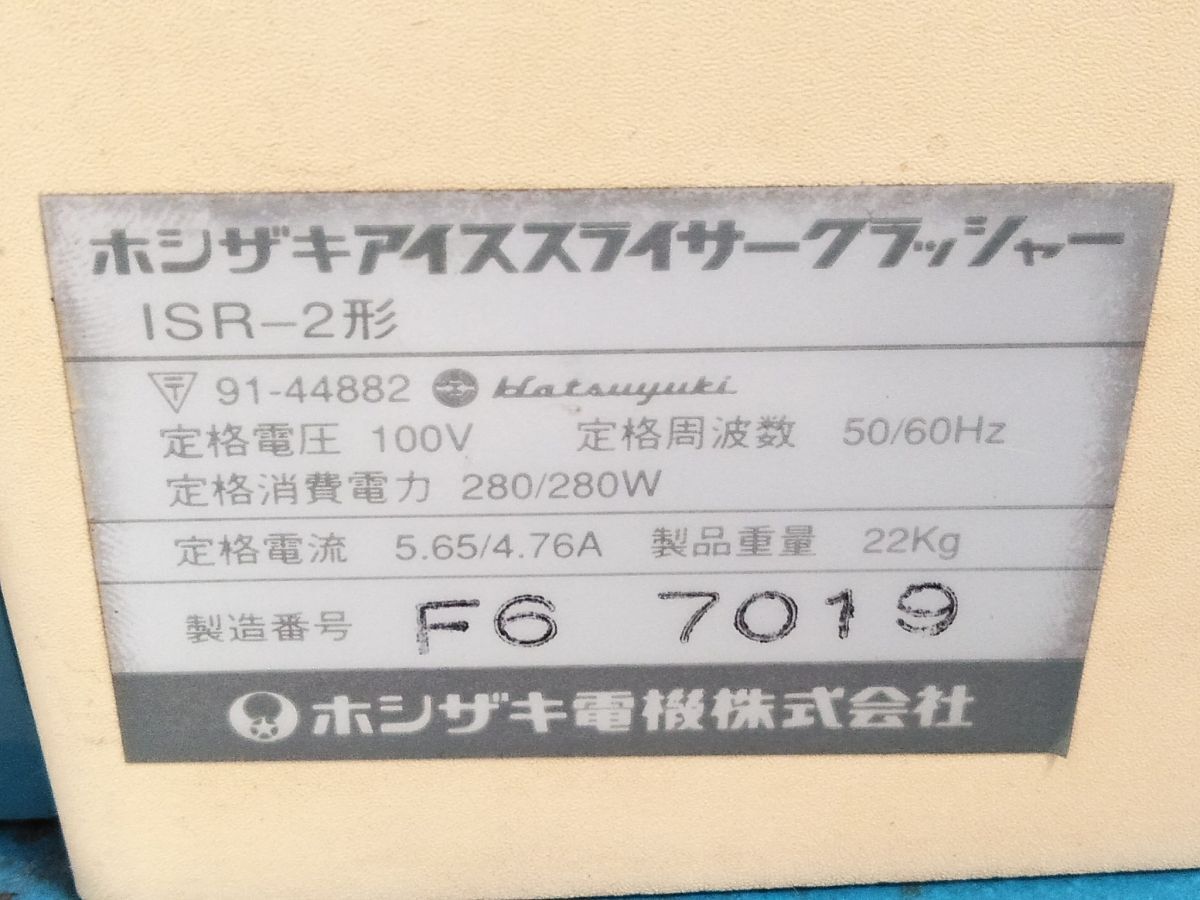 ホシザキアイススライサークラッシャー
ISR-2形
〒 91-44882 Hatsuyuki
定格電圧 100V 定格周波数 50/60Hz
定格消費電力 280/280W
定格電流 5.65/4.76A 製品重量 22Kg
製造番号 F6 7019
ホシザキ電機株式会社